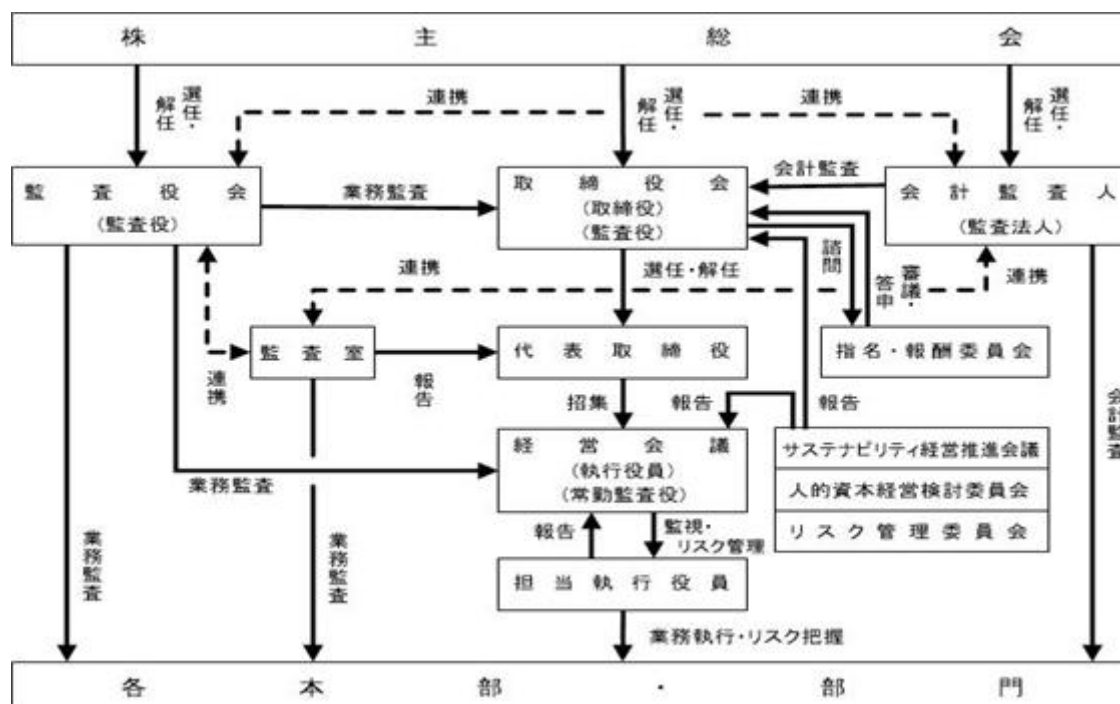 株主総会
選任・
解任
連携
選任・
解任
連携
選任・
解任
監査役会
(監査役)
業務監査
取締役会
(取締役)
(監査役)
会計監査
会計監査人
(監査法人)
連携
選任・解任
諮問
審議・
答申
連携
監査室
報告
代表取締役
指名・報酬委員会
連携
招集
報告
報告
会計監査
経営会議
(執行役員)
(常勤監査役)
サステナビリティ経営推進会議
人的資本経営検討委員会
リスク管理委員会
業務監査
業務監査
業務監査
報告
監視・
リスク管理
担当執行役員
業務執行・リスク把握
各本部・部門